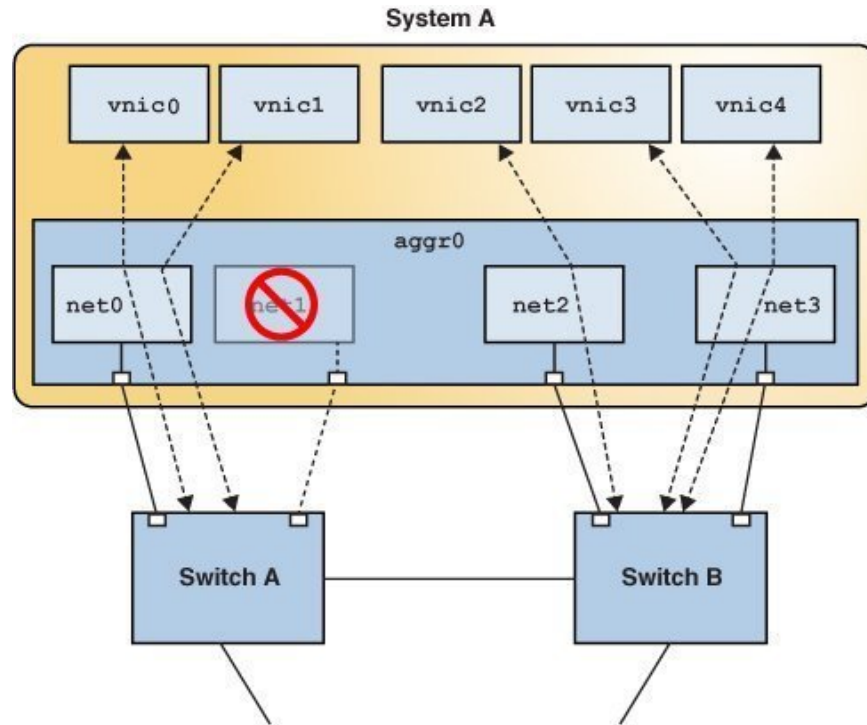 System A
vnic0 vnic1 vnic2 vnic3 vnic4
aggr0
net0 net1 net2 net3
Switch A Switch B